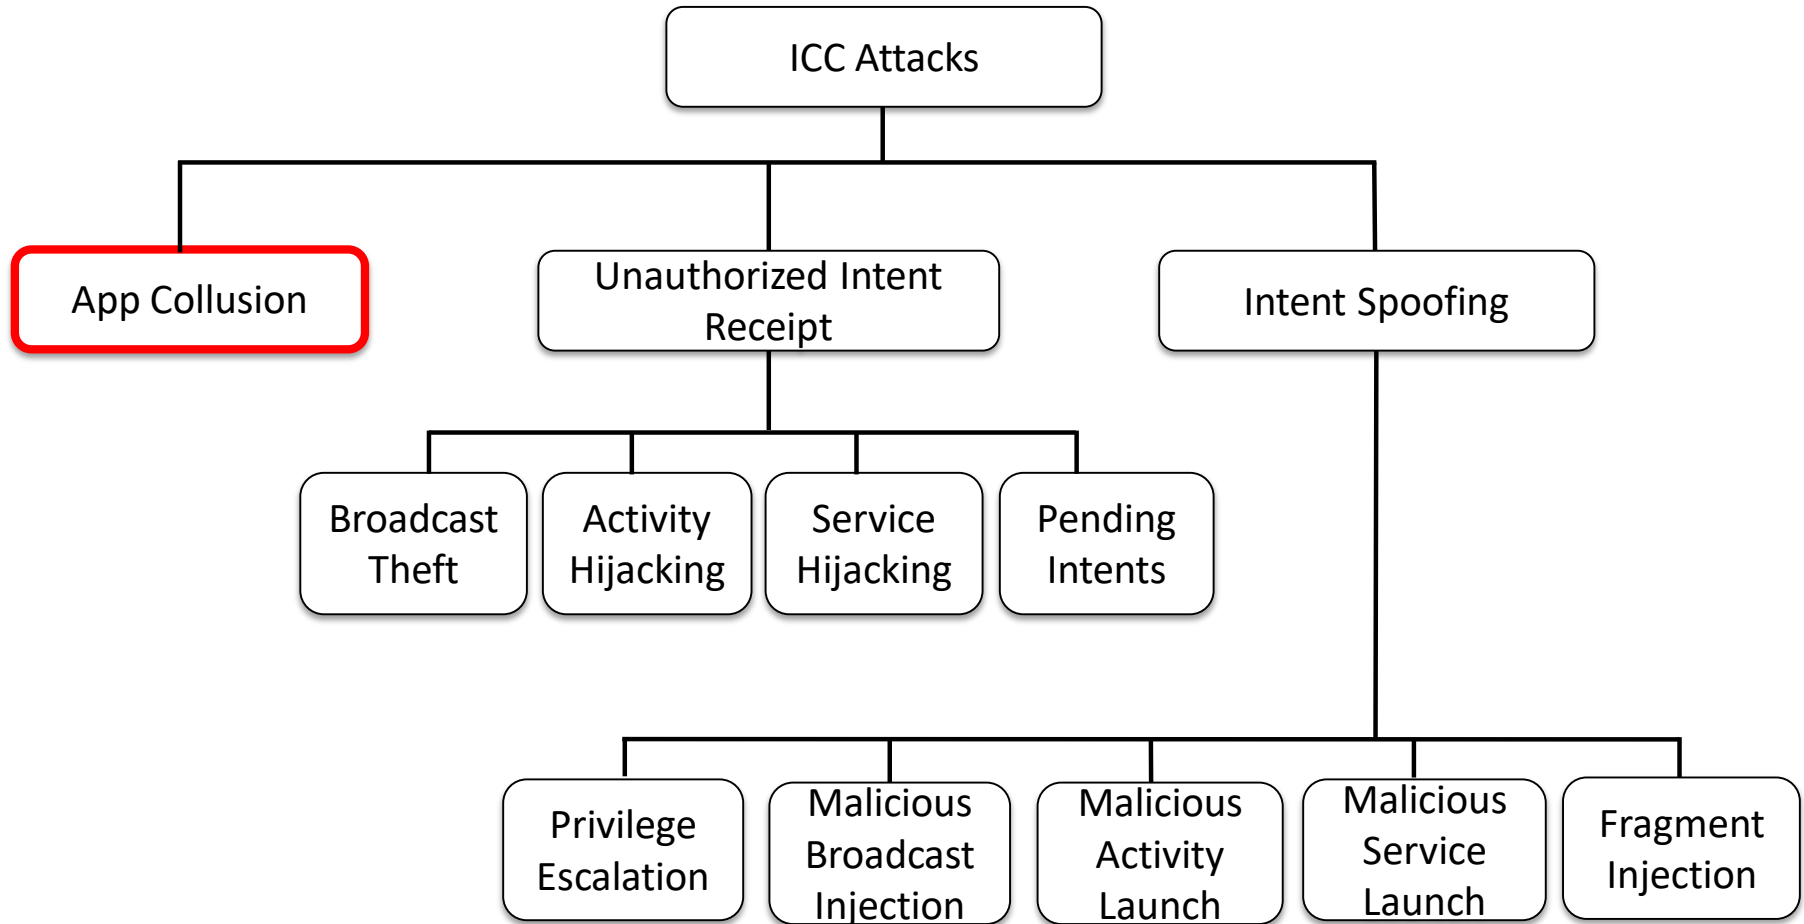 ICC Attacks
App Collusion
Unauthorized Intent
Receipt
Intent Spoofing
Broadcast
Theft
Activity
Hijacking
Service
Hijacking
Pending
Intents
Privilege
Escalation
Malicious
Broadcast
Injection
Malicious
Activity
Launch
Malicious
Service
Launch
Fragment
Injection